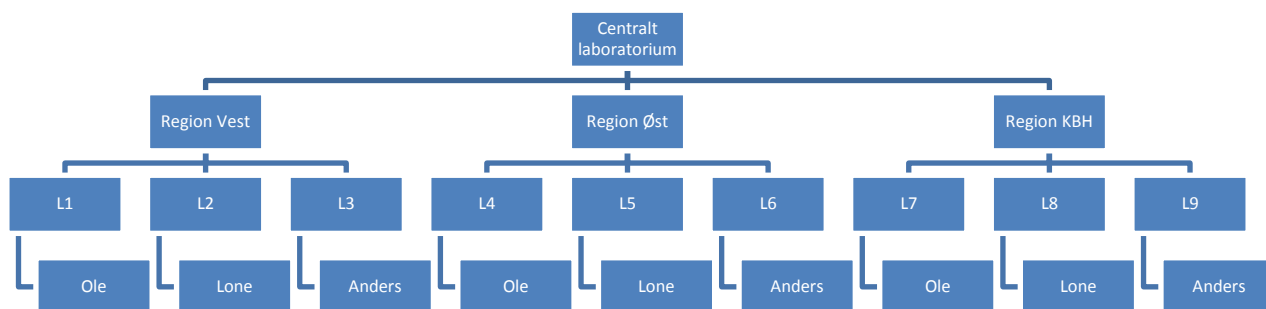 Centralt
laboratorium
Region Vest
Region Øst
Region KBH
L1
L2
L3
L4
L5
L6
L7
L8
L9
Ole
Lone
Anders
Ole
Lone
Anders
Ole
Lone
Anders